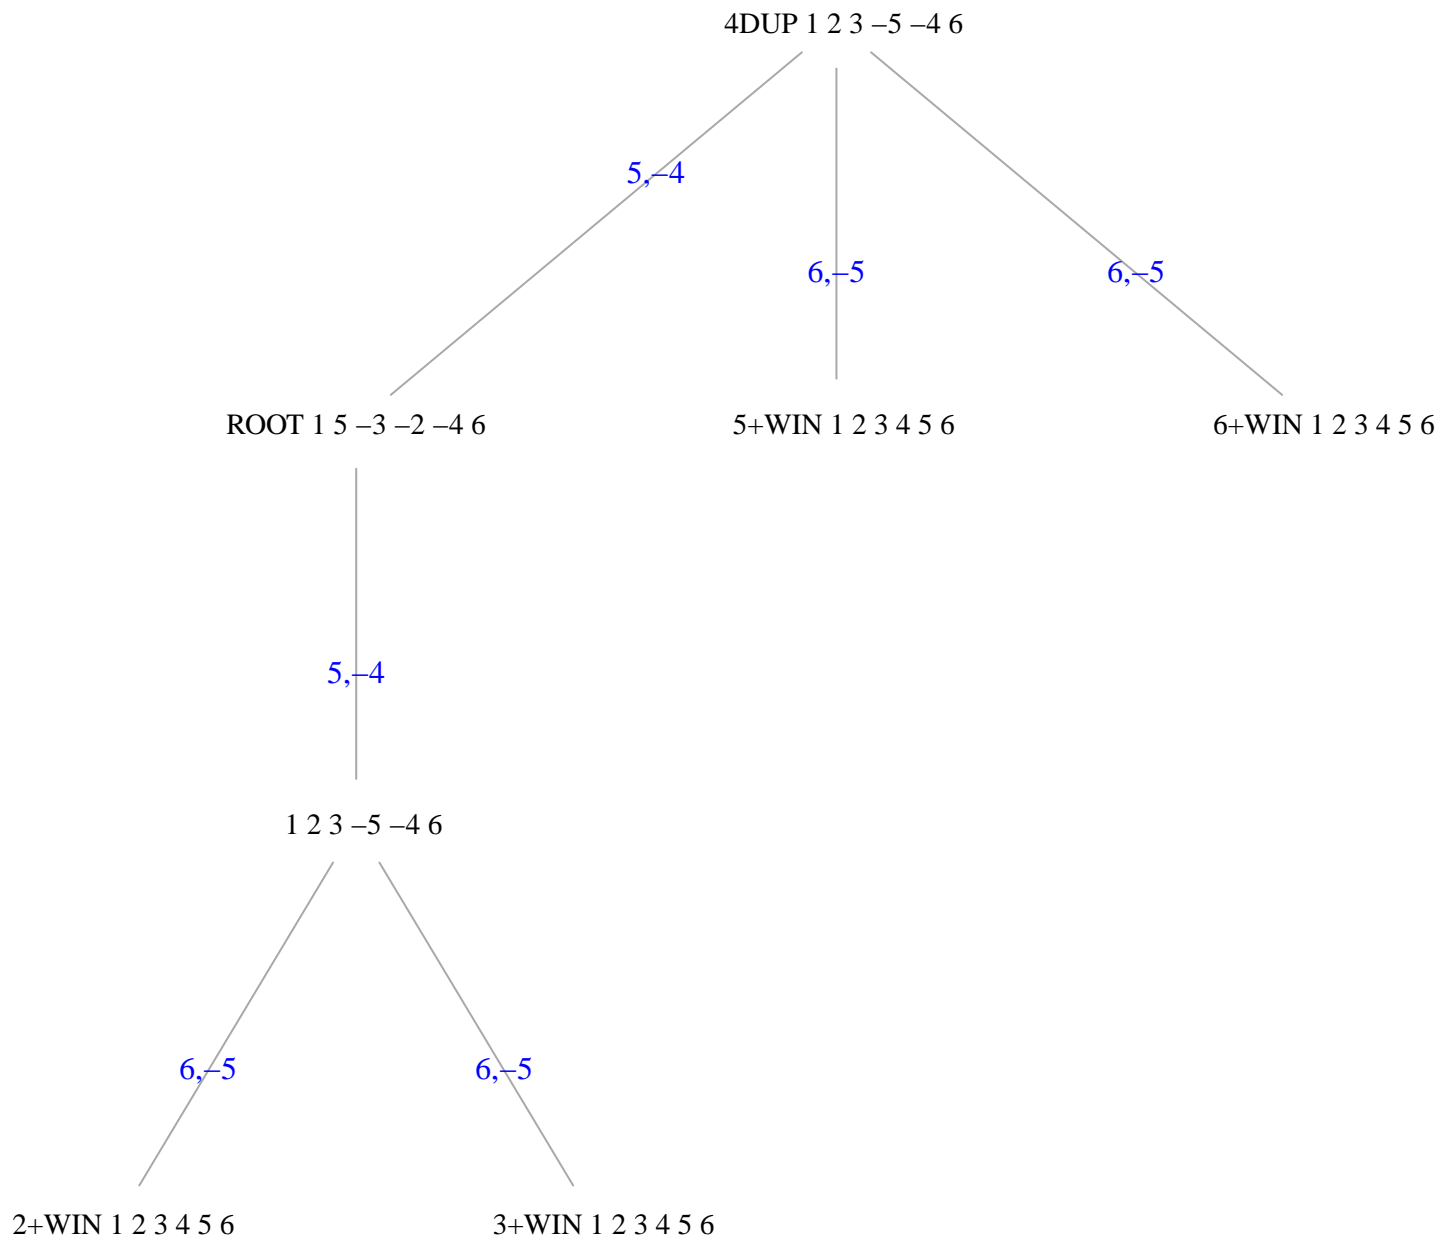 4DUP 1 2 3 –5 –4 6
5,–4
6,–5
6,–5
ROOT 1 5 –3 –2 –4 6
5+WIN 1 2 3 4 5 6
6+WIN 1 2 3 4 5 6
5,–4
1 2 3 –5 –4 6
6,–5
6,–5
2+WIN 1 2 3 4 5 6
3+WIN 1 2 3 4 5 6